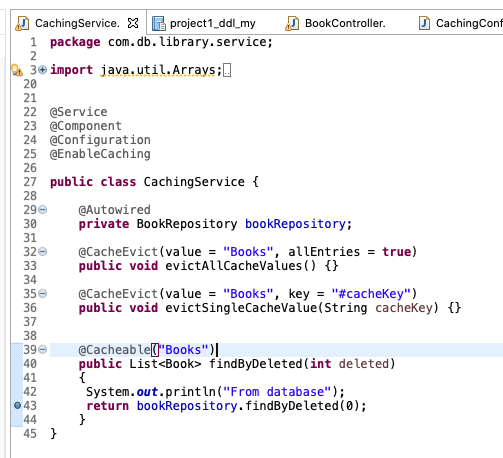 CachingService. project1_ddl_my BookController. CachingConf
1 package com.db.library.service;
2
3 import java.util.Arrays;
20
21
22 @Service
23 @Component
24 @Configuration
25 @EnableCaching
26
27 public class CachingService {
28
29 @Autowired
30 private BookRepository bookRepository;
31
32 @CacheEvict(value = "Books", allEntries = true)
33 public void evictAllCacheValues() {}
34
35 @CacheEvict(value = "Books", key = "#cacheKey")
36 public void evictSingleCacheValue(String cacheKey) {}
37
38
39 @Cacheable("Books")
40 public List<Book> findByDeleted(int deleted)
41 {
42 System.out.println("From database");
43 return bookRepository.findByDeleted(0);
44 }
45 }